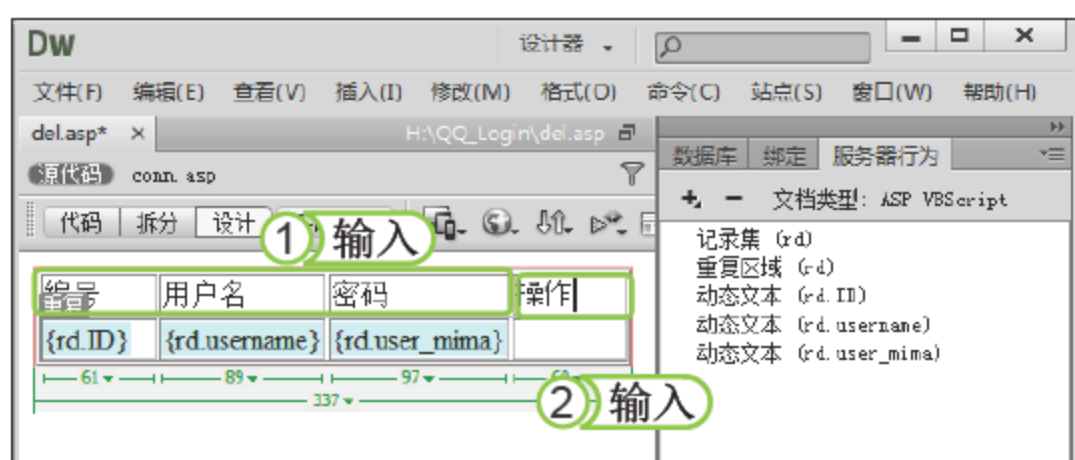 Dw 设计器
文件(F) 编辑(E) 查看(V) 插入(I) 修改(M) 格式(O) 命令(C) 站点(S) 窗口(W) 帮助(H)
del.asp* × H:\QQ_Login\del.asp
数据库 绑定 服务器行为
源代码 conn.asp
+ - 文档类型: ASP VBScript
代码 拆分 设计
① 输入
记录集 (rd)
重复区域 (rd)
动态文本 (rd.ID)
动态文本 (rd.username)
动态文本 (rd.user_mima)
编号 用户名 密码 操作
重复
{rd.ID} {rd.username} {rd.user_mima}
61 89 97
337
② 输入